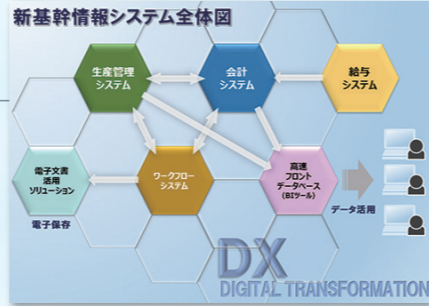 新基幹情報システム全体図
生産管理
システム
会計
システム
給与
システム
電子文書
活用
ソリューション
電子保存
ワークフロー
システム
高速
フロント
データベース
(BIツール)
データ活用
DX
DIGITAL TRANSFORMATION